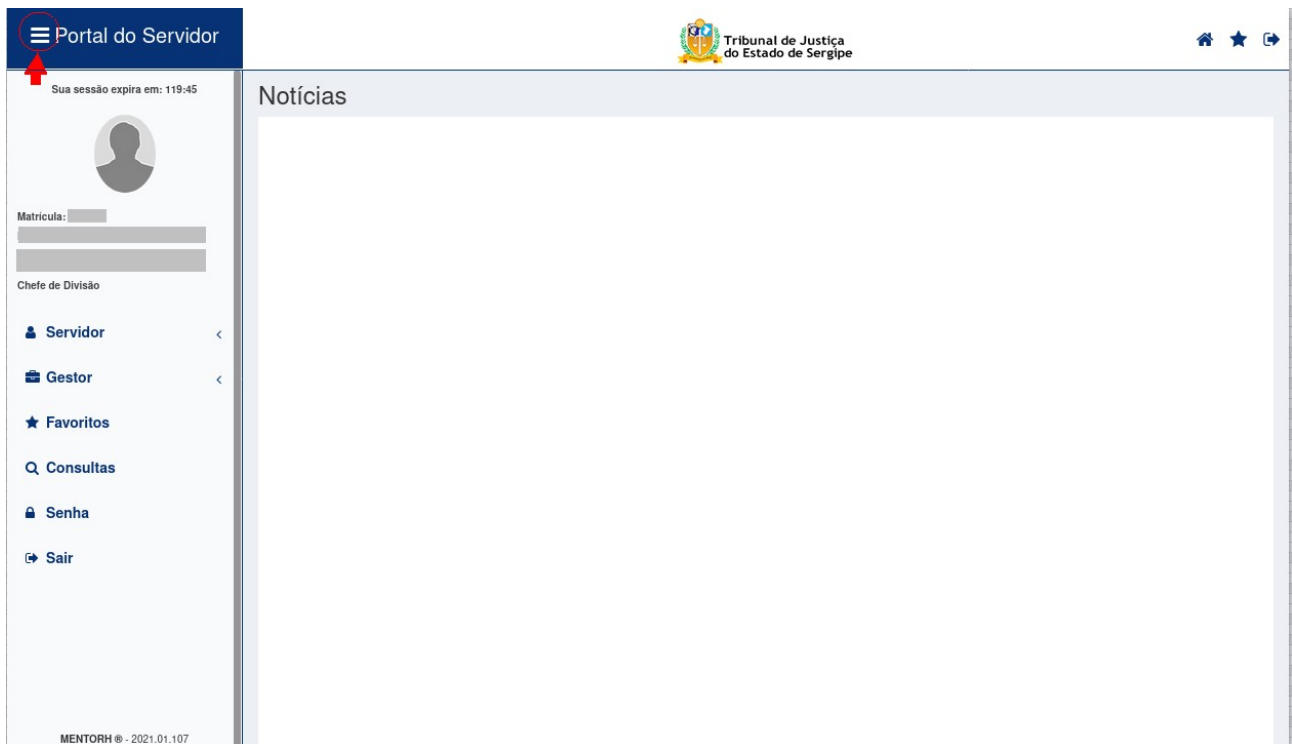 Portal do Servidor
Tribunal de Justiça
do Estado de Sergipe
Sua sessão expira em: 119:45
Notícias
Matrícula:
Chefe de Divisão
Servidor
Gestor
Favoritos
Consultas
Senha
Sair
MENTORH ® - 2021.01.107